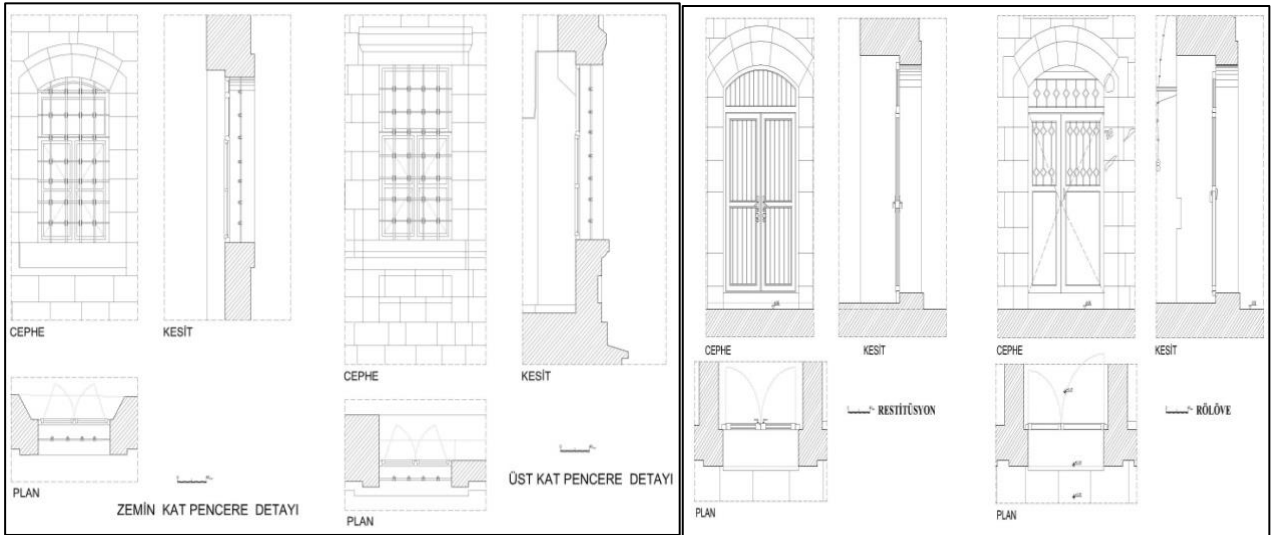 CEPHE
KESİT
PLAN
ZEMİN KAT PENCERE DETAYI
CEPHE
KESİT
PLAN
ÜST KAT PENCERE DETAYI
CEPHE
KESİT
PLAN
RESTİTÜSYON
CEPHE
KESİT
PLAN
RÖLÖVE